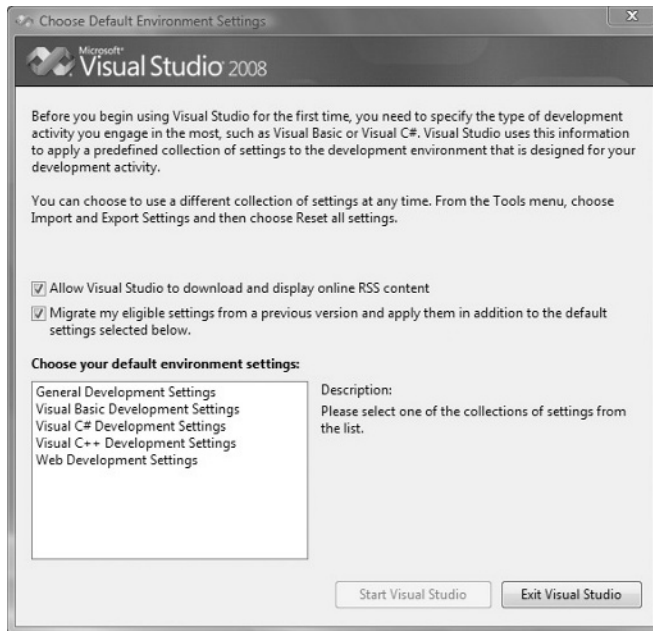 Choose Default Environment Settings
X
Microsoft®
Visual Studio® 2008
Before you begin using Visual Studio for the first time, you need to specify the type of development
activity you engage in the most, such as Visual Basic or Visual C#. Visual Studio uses this information
to apply a predefined collection of settings to the development environment that is designed for your
development activity.
You can choose to use a different collection of settings at any time. From the Tools menu, choose
Import and Export Settings and then choose Reset all settings.
Allow Visual Studio to download and display online RSS content
Migrate my eligible settings from a previous version and apply them in addition to the default
settings selected below.
Choose your default environment settings:
General Development Settings
Visual Basic Development Settings
Visual C# Development Settings
Visual C++ Development Settings
Web Development Settings
Description:
Please select one of the collections of settings from
the list.
Start Visual Studio
Exit Visual Studio